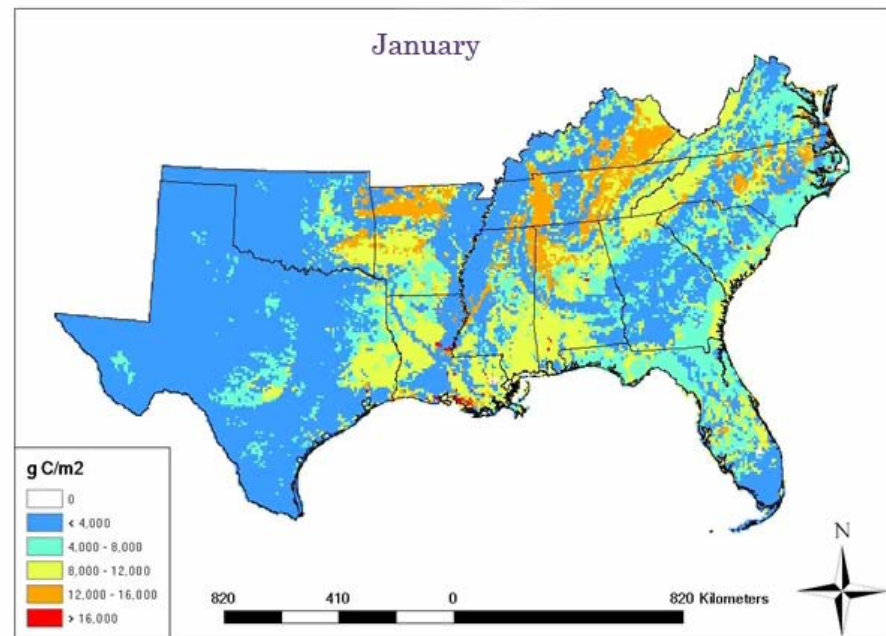 January
g C/m2
0
< 4,000
4,000 - 8,000
8,000 - 12,000
12,000 - 16,000
> 16,000
820 410 0 820 Kilometers
N